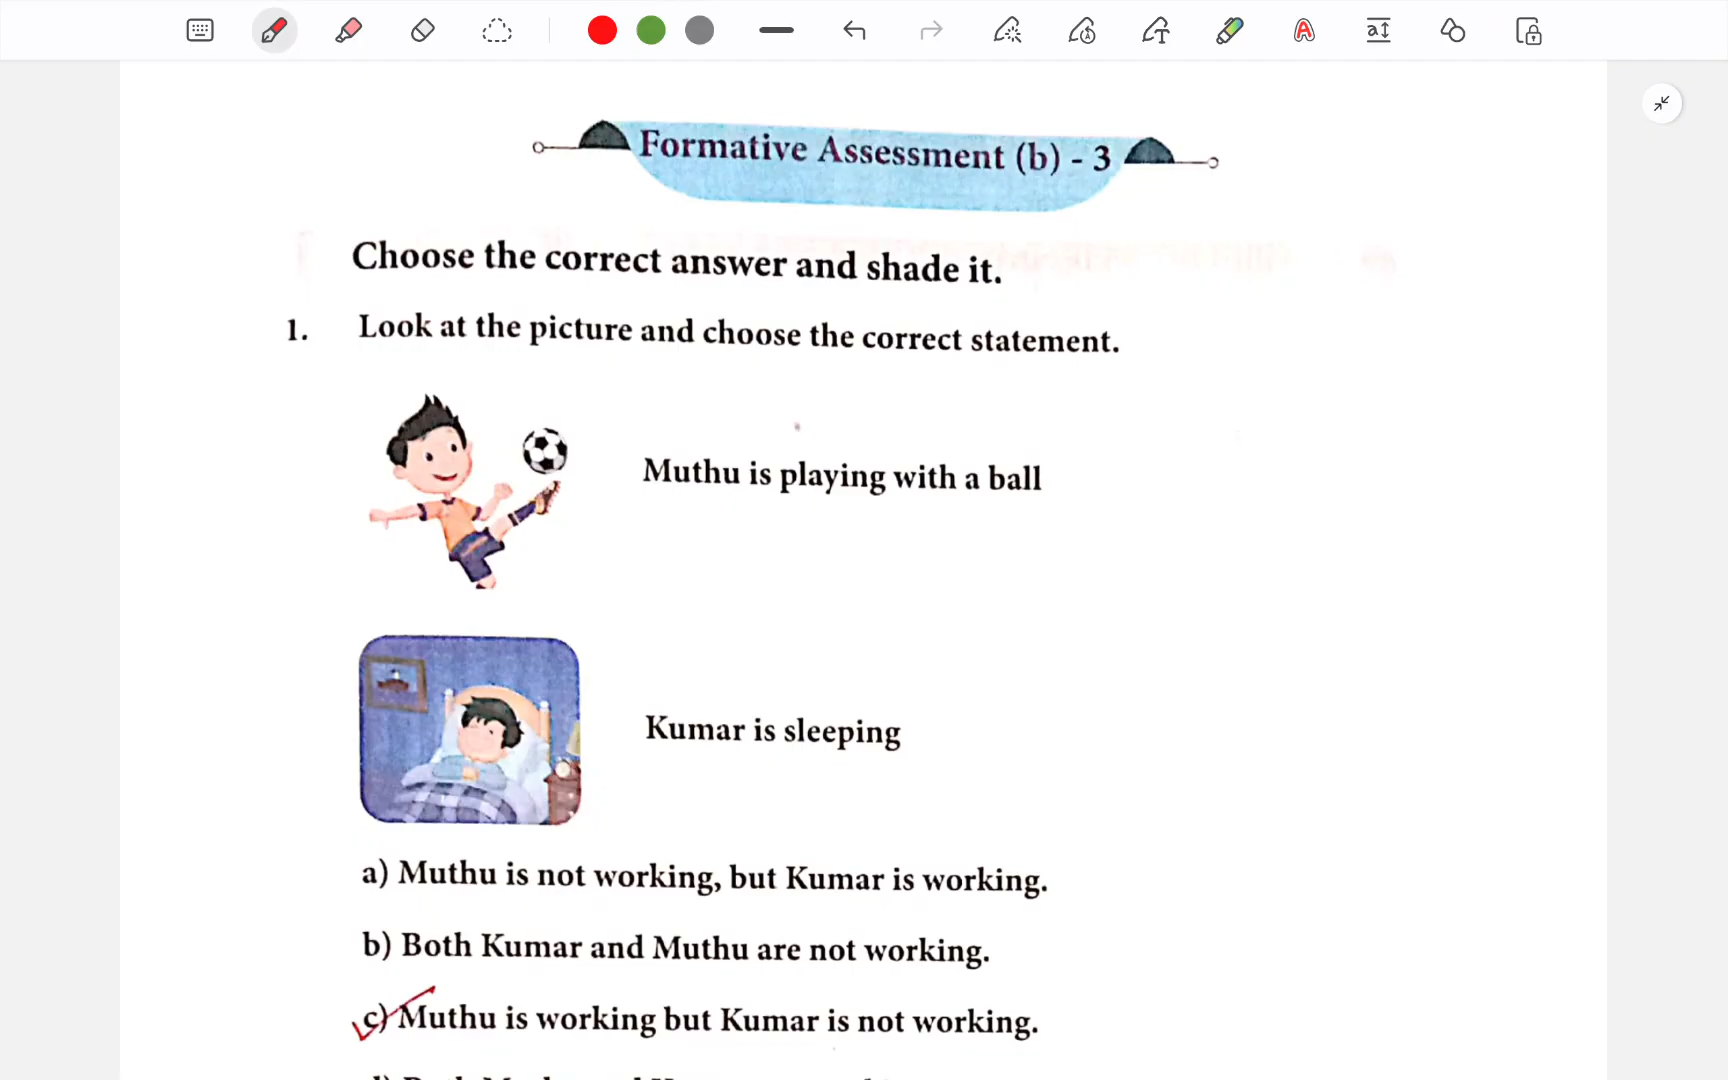 Formative Assessment (b) - 3
Choose the correct answer and shade it.
1. Look at the picture and choose the correct statement.
Muthu is playing with a ball
Kumar is sleeping
a) Muthu is not working, but Kumar is working.
b) Both Kumar and Muthu are not working.
c) Muthu is working but Kumar is not working.